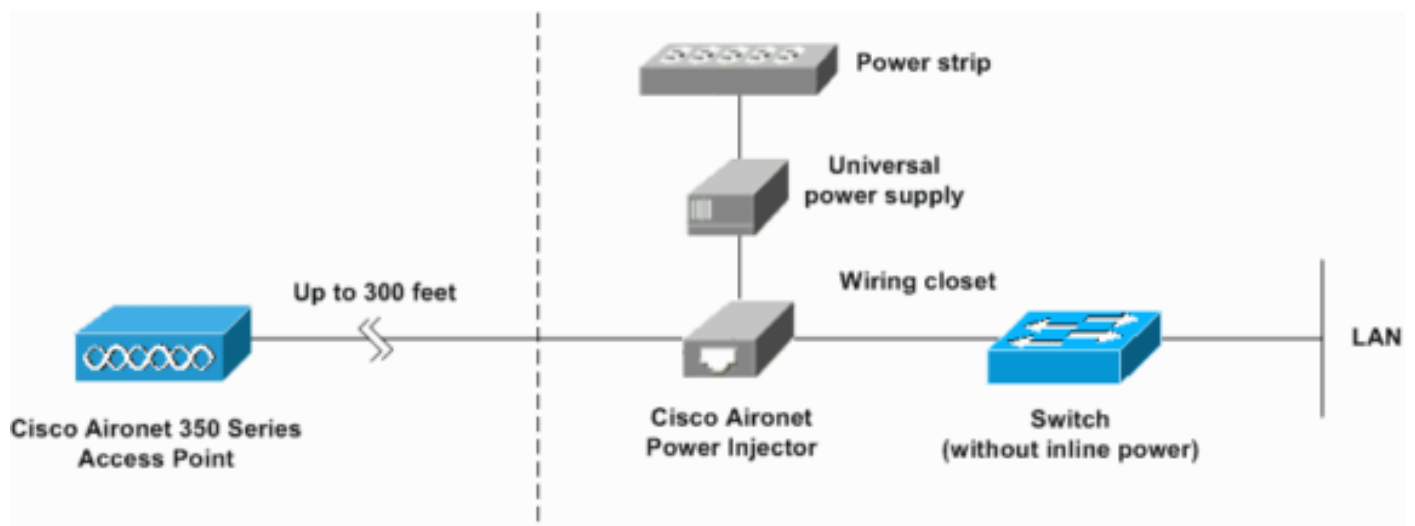 Power strip
Universal
power supply
Up to 300 feet
Wiring closet
LAN
Cisco Aironet 350 Series
Access Point
Cisco Aironet
Power Injector
Switch
(without inline power)